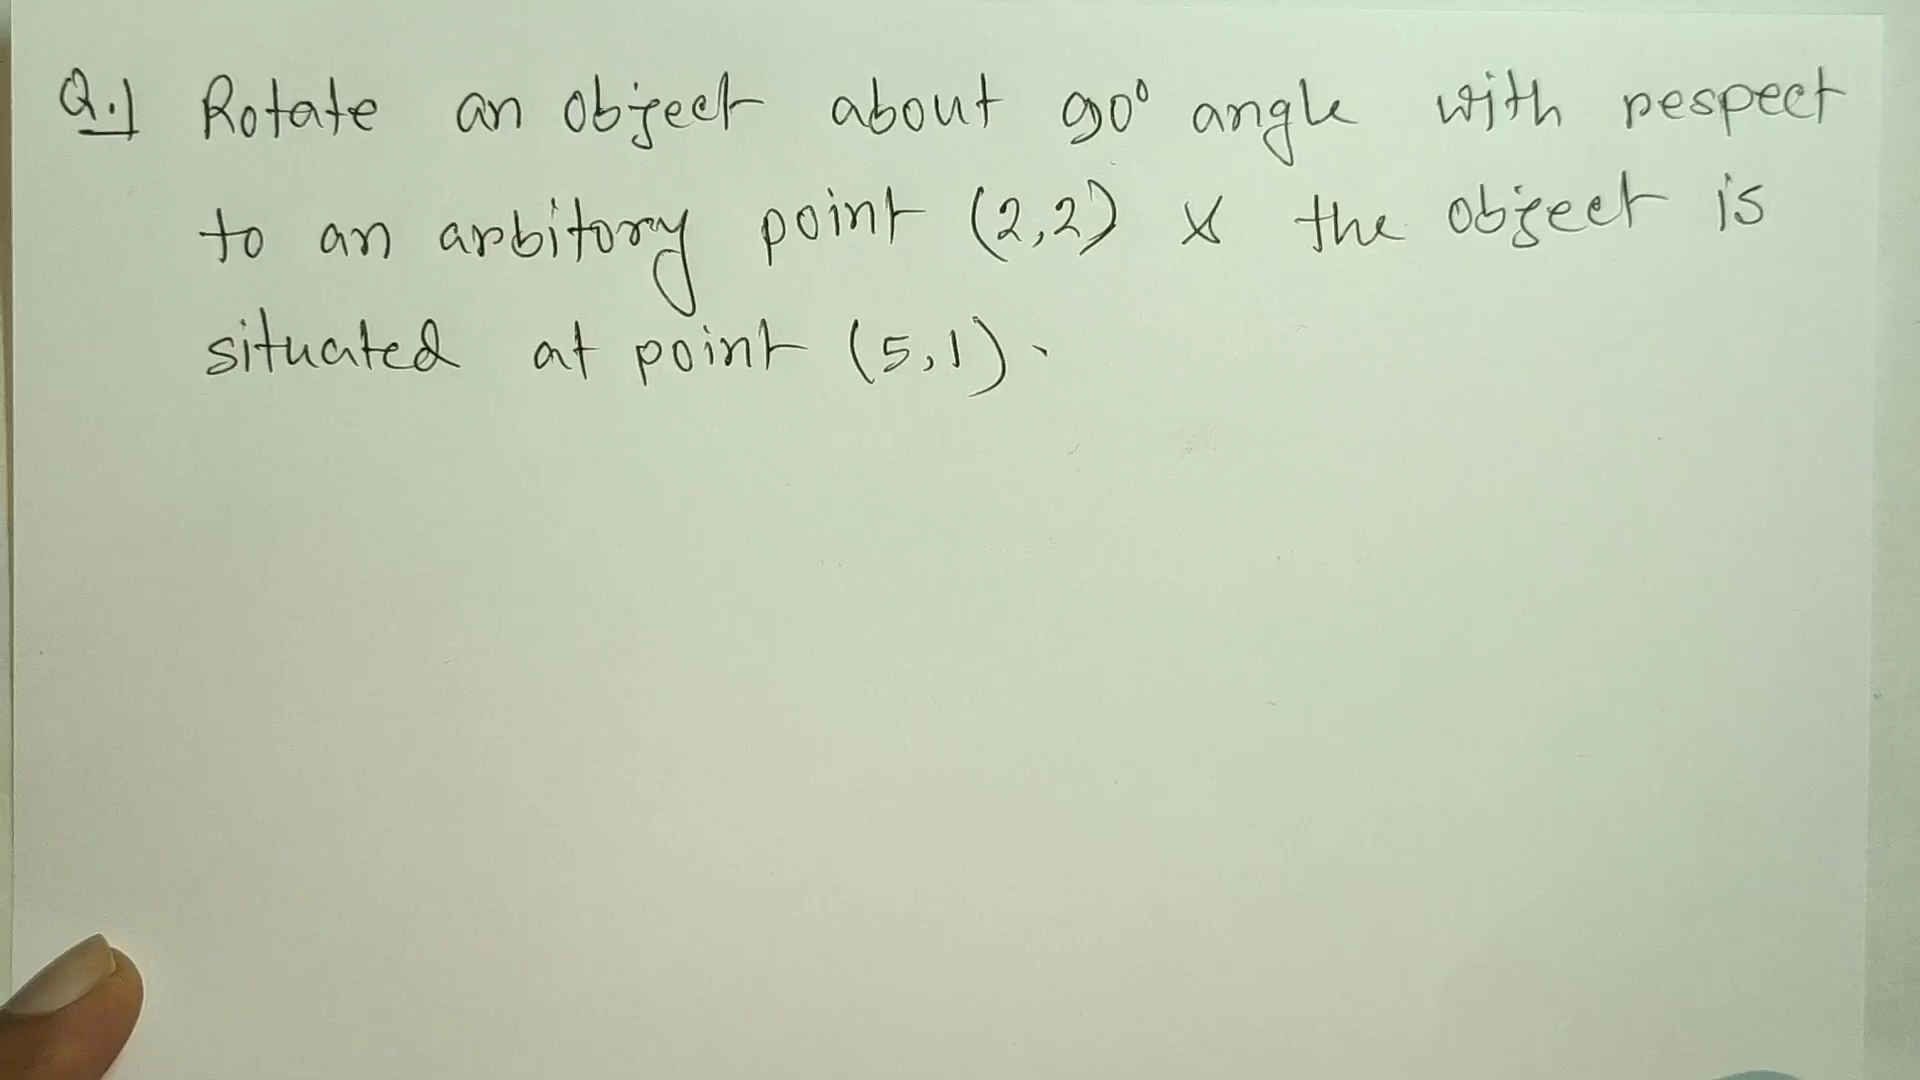 Q.1 Rotate an object about 90° angle with respect
to an arbitory point (2,2) & the object is
situated at point (5,1).